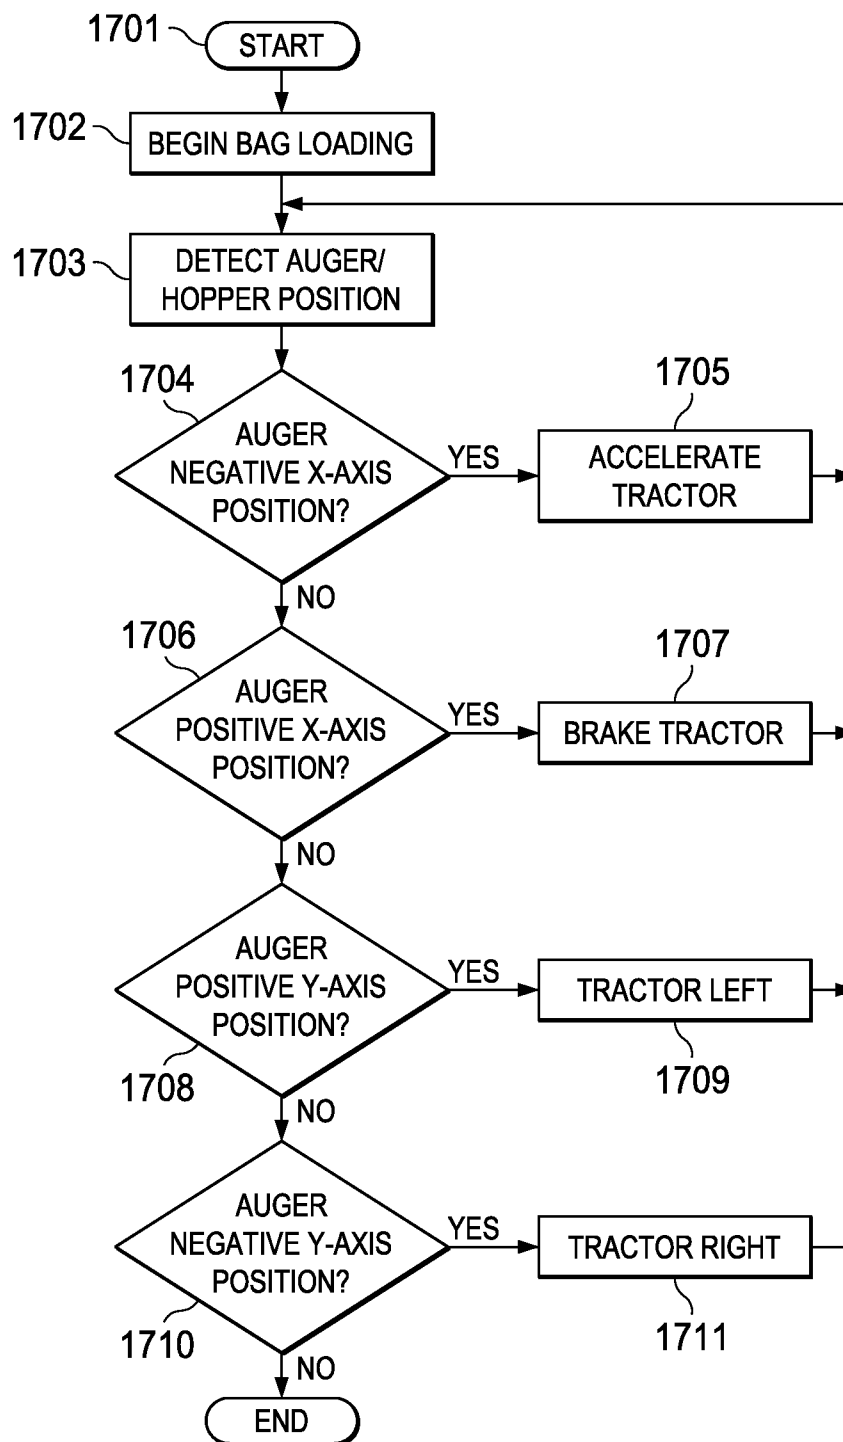 1701
START
1702
BEGIN BAG LOADING
1703
DETECT AUGER/
HOPPER POSITION
1704
AUGER
NEGATIVE X-AXIS
POSITION?
YES
1705
ACCELERATE
TRACTOR
NO
1706
AUGER
POSITIVE X-AXIS
POSITION?
YES
1707
BRAKE TRACTOR
NO
AUGER
POSITIVE Y-AXIS
POSITION?
1708
YES
TRACTOR LEFT
1709
NO
AUGER
NEGATIVE Y-AXIS
POSITION?
1710
YES
TRACTOR RIGHT
1711
NO
END